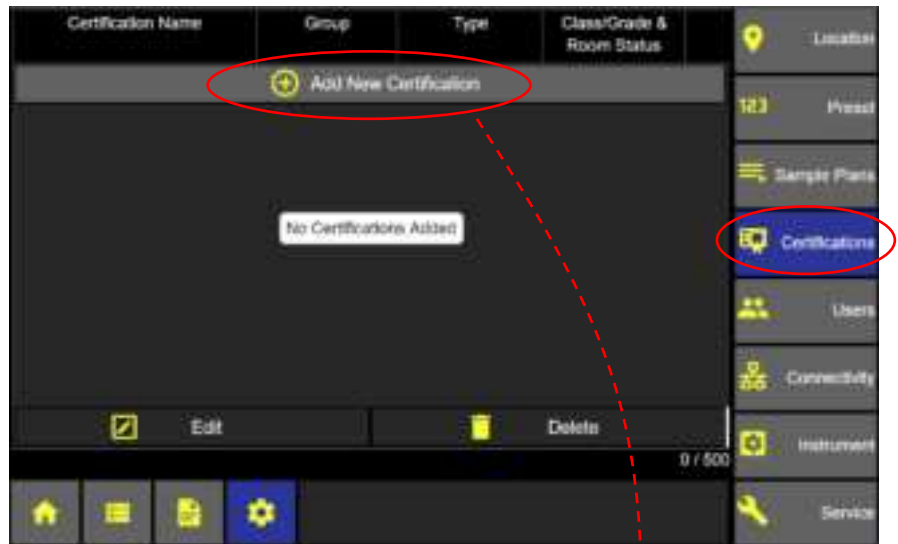 Certification Name Group Type Class/Grade &
Room Status
Add New Certification
No Certifications Added
Edit Delete
0 / 500
Location
123 Preset
Sample Plans
Certifications
Users
Connectivity
Instrument
Service